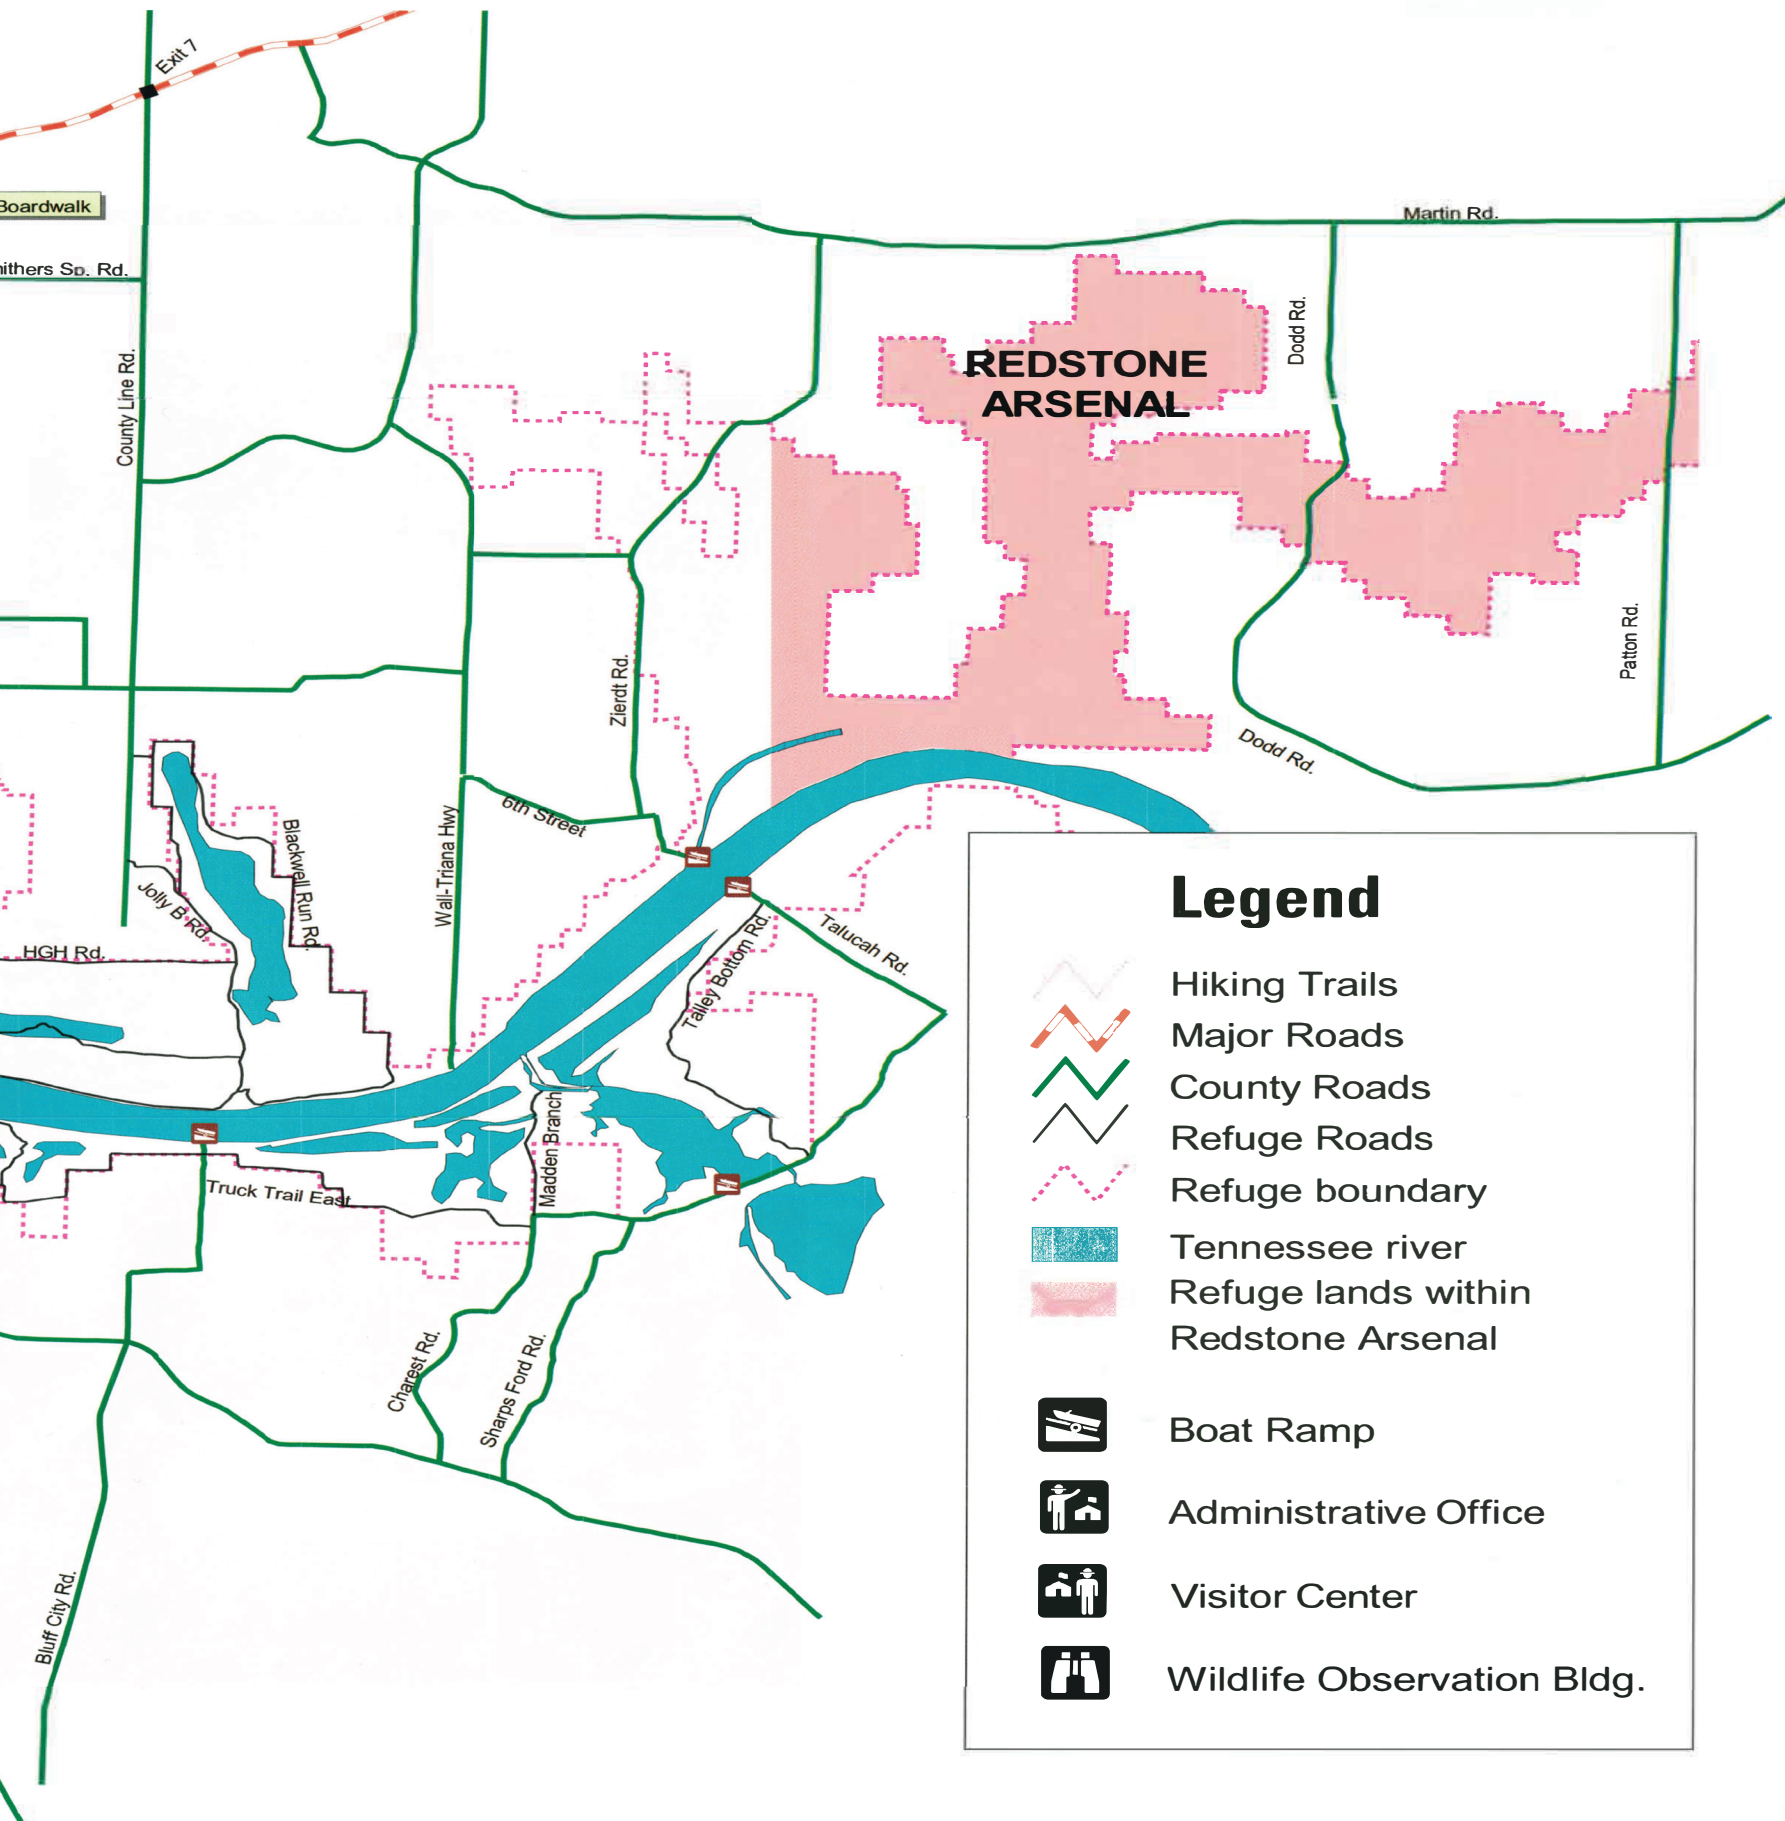 Exit 7
Boardwalk
Martin Rd.
ithers Sp. Rd.
County Line Rd.
Dodd Rd.
REDSTONE
ARSENAL
Patton Rd.
Zierdt Rd.
Dodd Rd.
6th Street
Wall-Triana Hwy
Blackwell Run Rd.
Jolly B Rd.
HGH Rd.
Talucah Rd.
Talley Bottom Rd.
Madden Branch
Truck Trail East
Charest Rd.
Sharps Ford Rd.
Bluff City Rd.
Legend
Hiking Trails
Major Roads
County Roads
Refuge Roads
Refuge boundary
Tennessee river
Refuge lands within
Redstone Arsenal
Boat Ramp
Administrative Office
Visitor Center
Wildlife Observation Bldg.